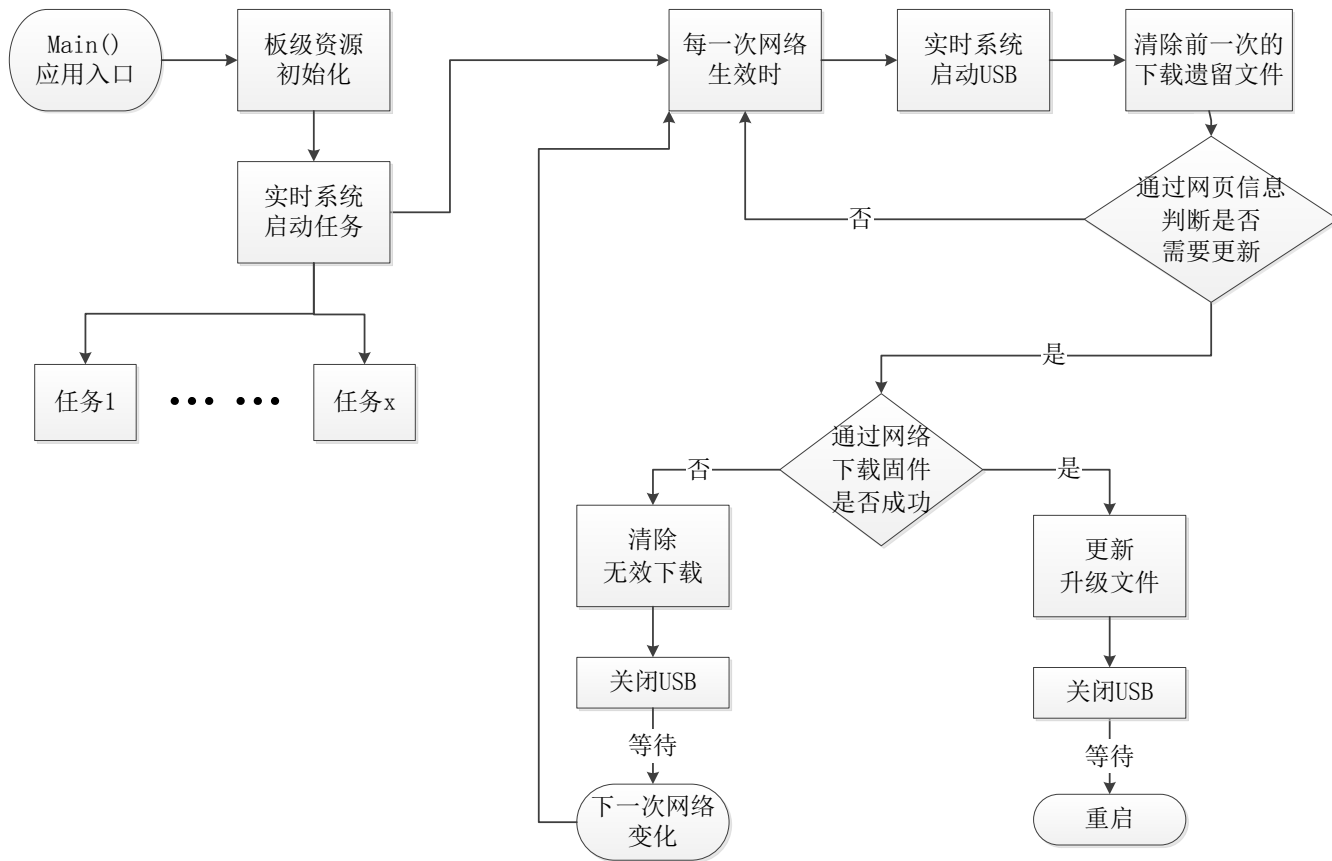 Main()
应用入口
板级资源
初始化
每一次网络
生效时
实时系统
启动USB
清除前一次的
下载遗留文件
实时系统
启动任务
通过网页信息
判断是否
需要更新
否
是
任务1
••• •••
任务x
通过网络
下载固件
是否成功
否
是
清除
无效下载
更新
升级文件
关闭USB
关闭USB
等待
等待
下一次网络
变化
重启